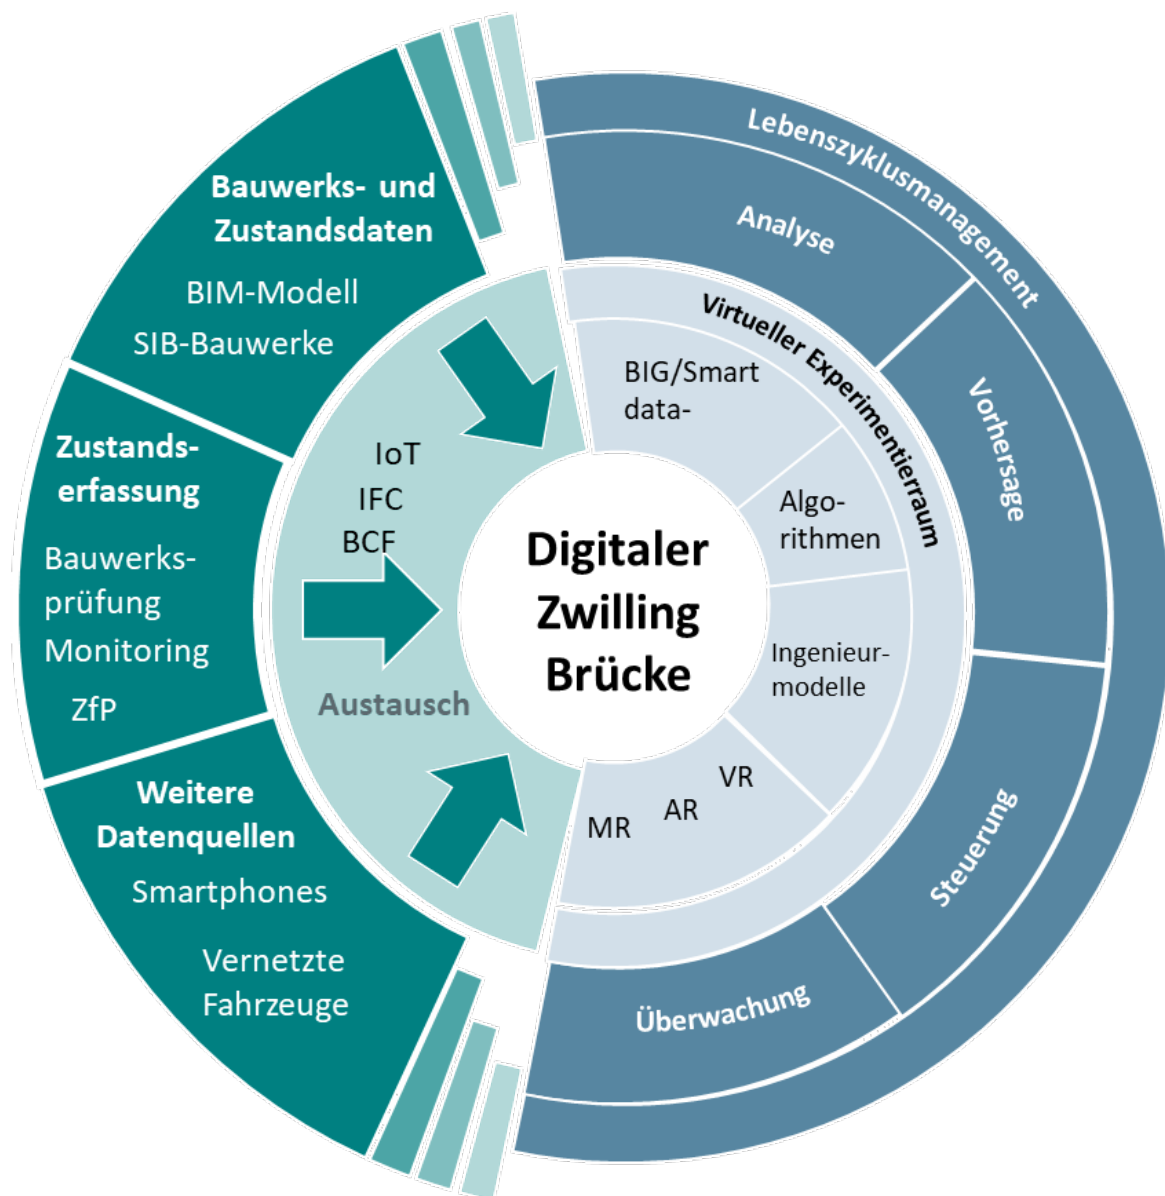 Bauwerks- und
Zustandsdaten
BIM-Modell
SIB-Bauwerke
Zustands-
erfassung
Bauwerks-
prüfung
Monitoring
ZfP
Weitere
Datenquellen
Smartphones
Vernetzte
Fahrzeuge
IoT
IFC
BCF
Austausch
Digitaler
Zwilling
Brücke
Virtueller Experimentierraum
BIG/Smart
data-
Algo-
rithmen
Ingenieur-
modelle
VR
AR
MR
Lebenszyklusmanagement
Analyse
Vorhersage
Steuerung
Überwachung